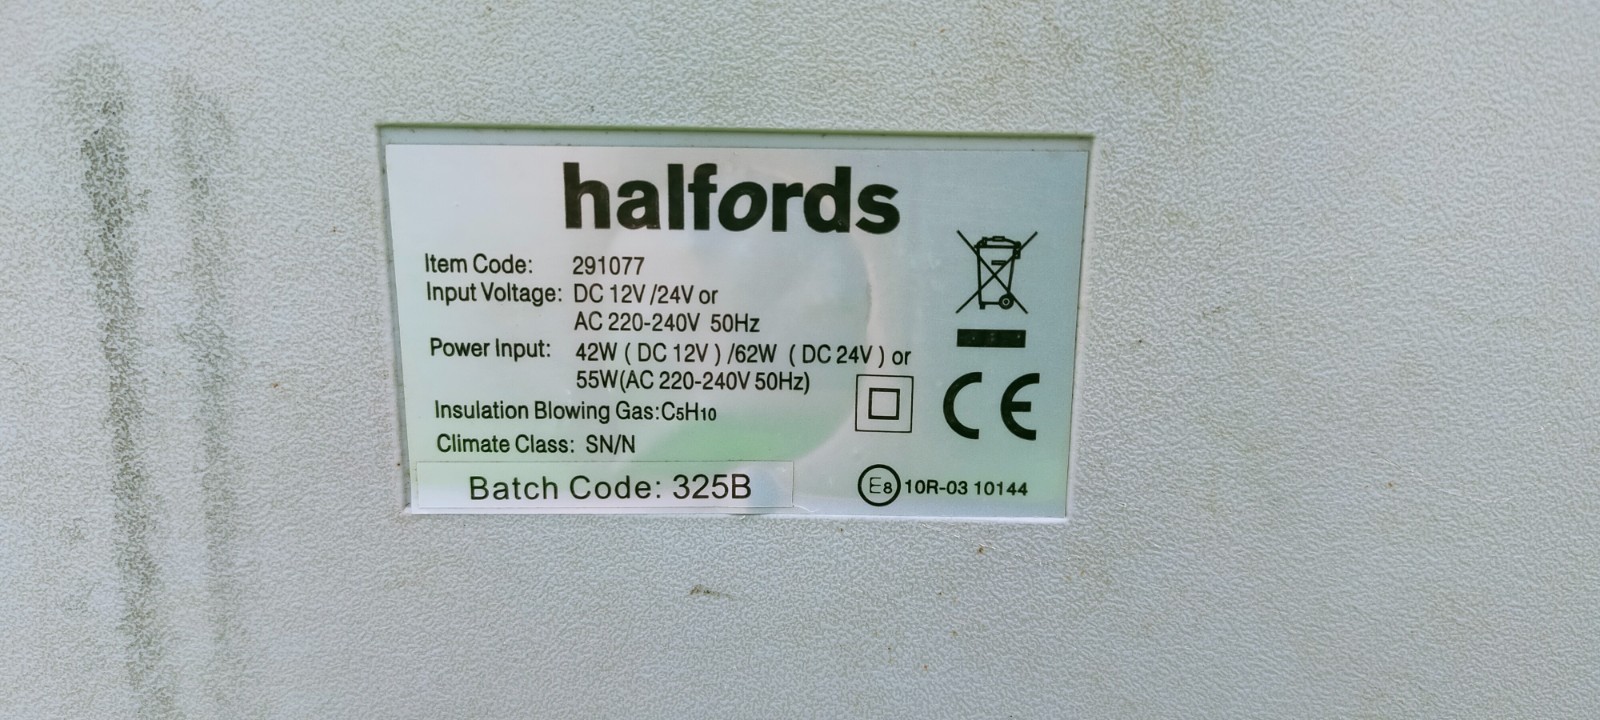 halfords
Item Code: 291077
Input Voltage: DC 12V /24V or
AC 220-240V 50Hz
Power Input: 42W ( DC 12V ) /62W ( DC 24V ) or
55W(AC 220-240V 50Hz)
Insulation Blowing Gas:C5H10
Climate Class: SN/N
Batch Code: 325B
CE
E8 10R-03 10144